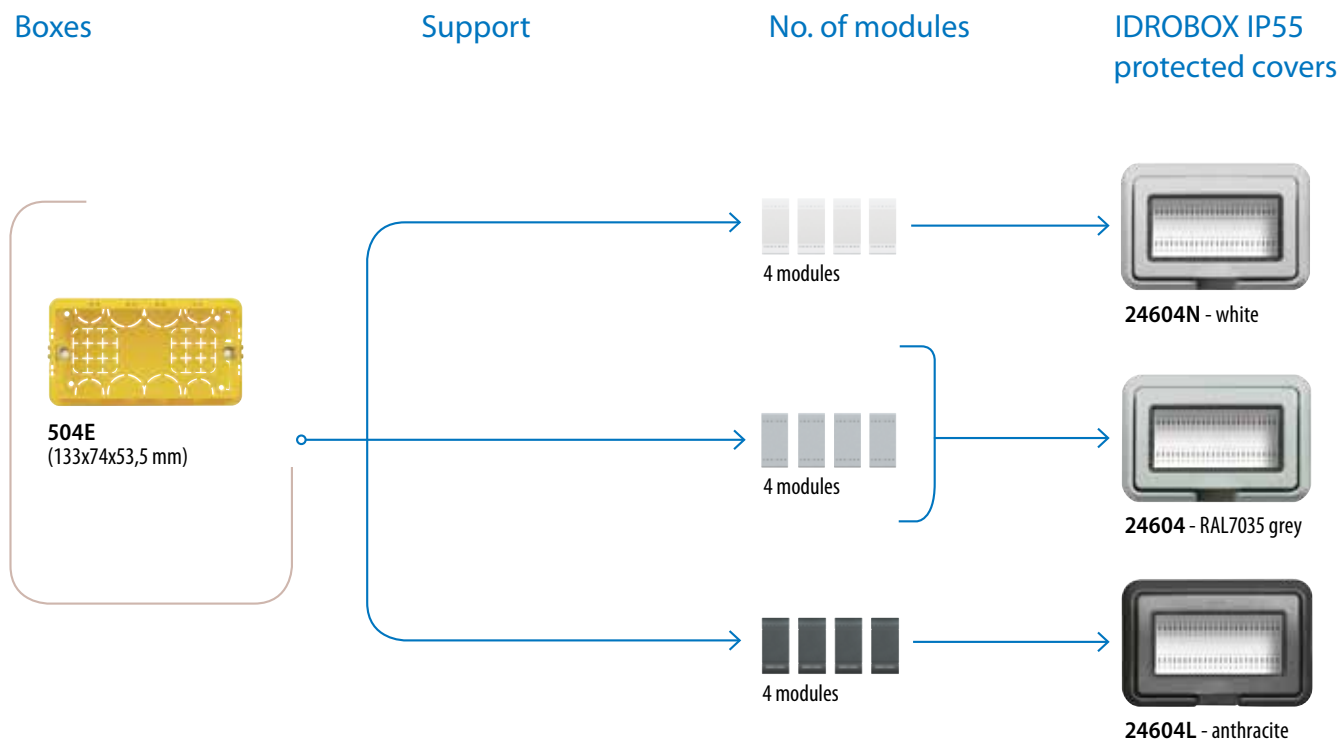 Boxes
Support
No. of modules
IDROBOX IP55
protected covers
4 modules
24604N - white
504E
(133x74x53,5 mm)
4 modules
24604 - RAL7035 grey
4 modules
24604L - anthracite